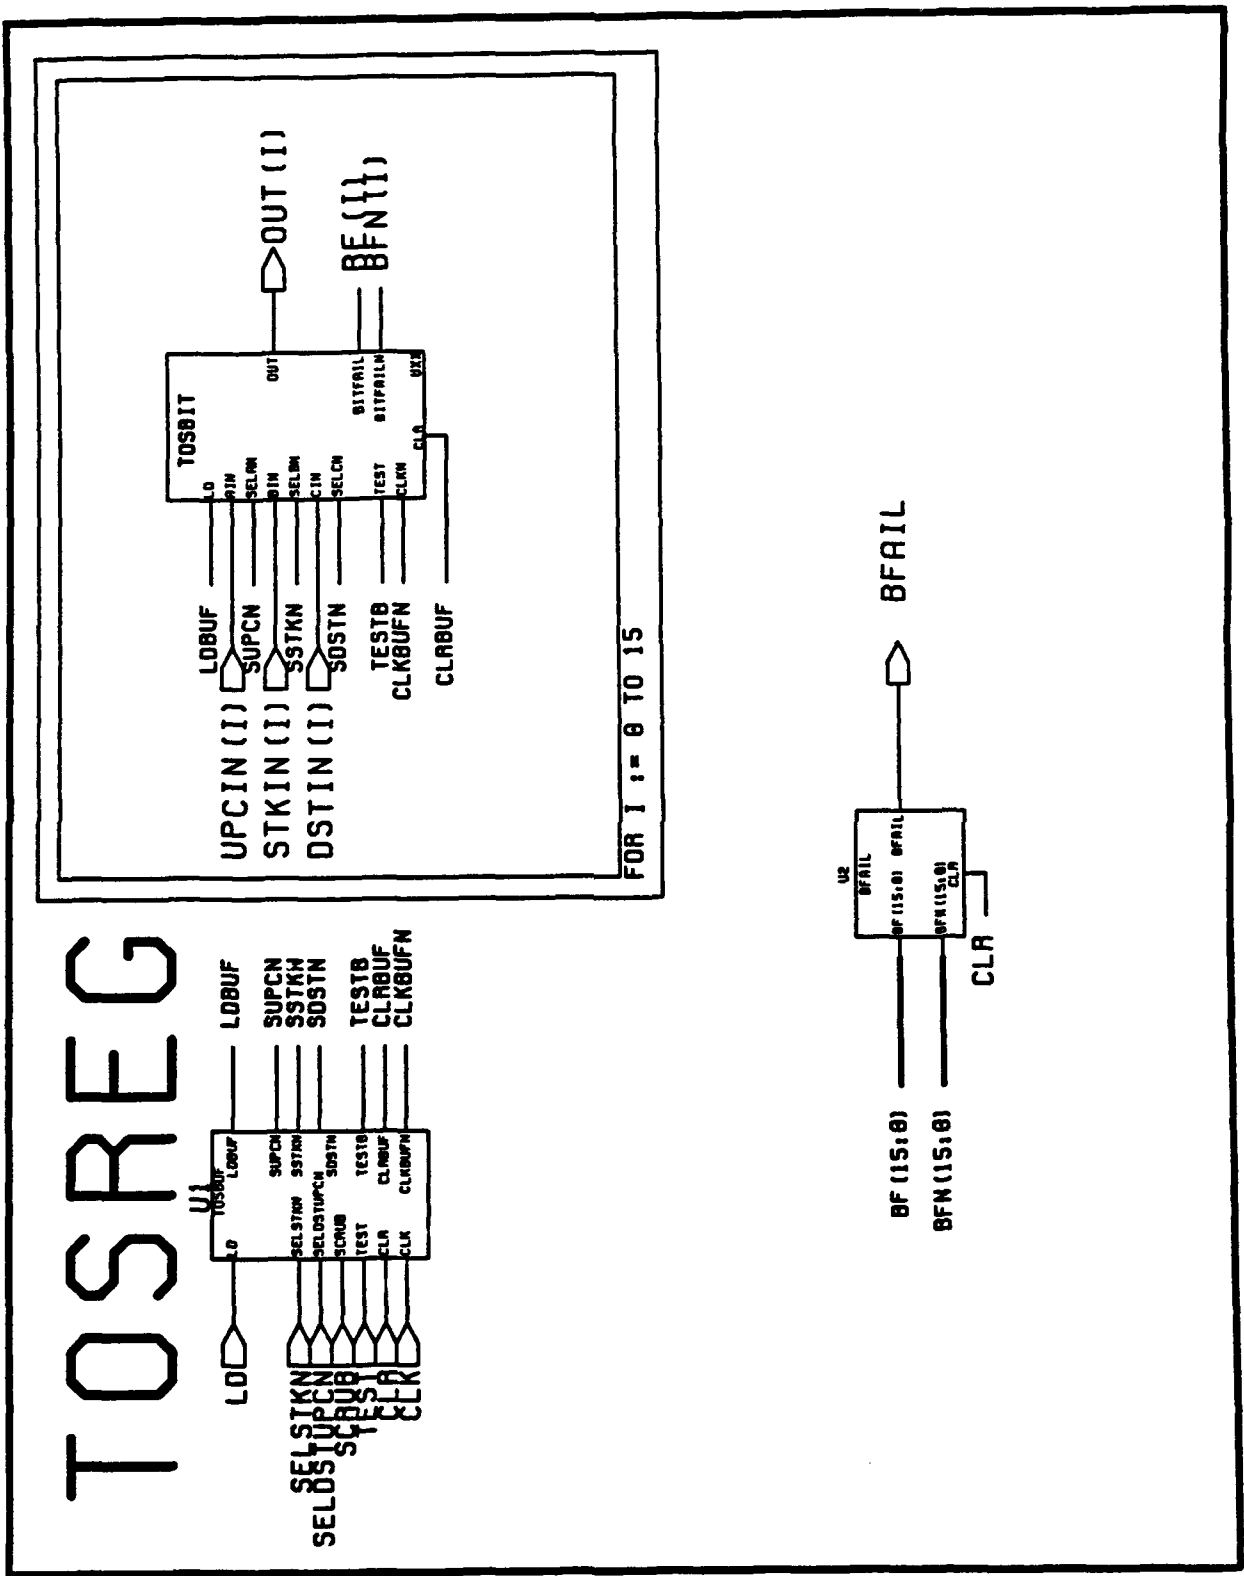 TOSREG
U1
TOSBUF
LD
LD
LDBUF
LDBUF
SUPCN
SUPCN
SELSTKN
SELSTKN
SSTKN
SSTKN
SELDSTUPCN
SELDSTUPCN
SDSTN
SDSTN
SCRUB
SCRUB
TEST
TEST
TESTB
TESTB
CLR
CLR
CLRBUF
CLRBUF
CLK
CLK
CLKBUFN
CLKBUFN
TOSBIT
LDBUF
LD
UPCIN(I)
AIN
SUPCN
SELAN
STKIN(I)
BIN
OUT
OUT(I)
SSTKN
SELBN
DSTIN(I)
CIN
SDSTN
SELCN
BITFAIL
BF(I)
TESTB
TEST
BITFAILN
BFN(I)
CLKBUFN
CLKN
CLR
CLRBUF
FOR I := 0 TO 15
U2
BFAIL
BF(15:0)
BF(15:0)
BFAIL
BFAIL
BFN(15:0)
BFN(15:0)
CLR
CLR